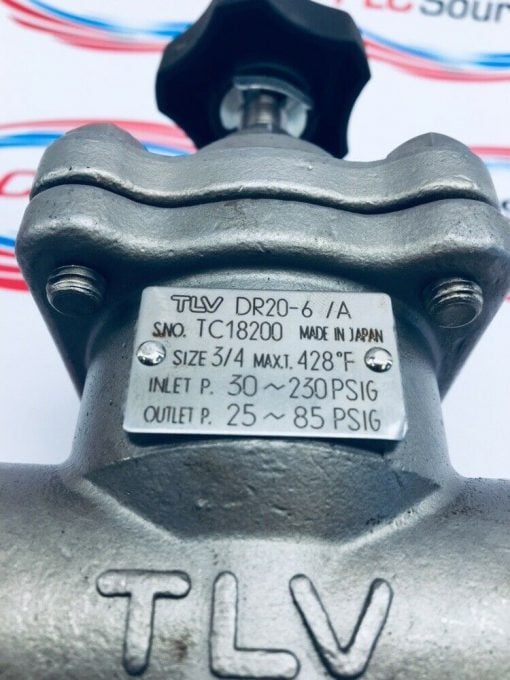 PLCSour
TLV DR20-6 /A
S.NO. TC18200 MADE IN JAPAN
SIZE 3/4 MAX.T. 428°F
INLET P. 30~230 PSIG
OUTLET P. 25~85 PSIG
TLV